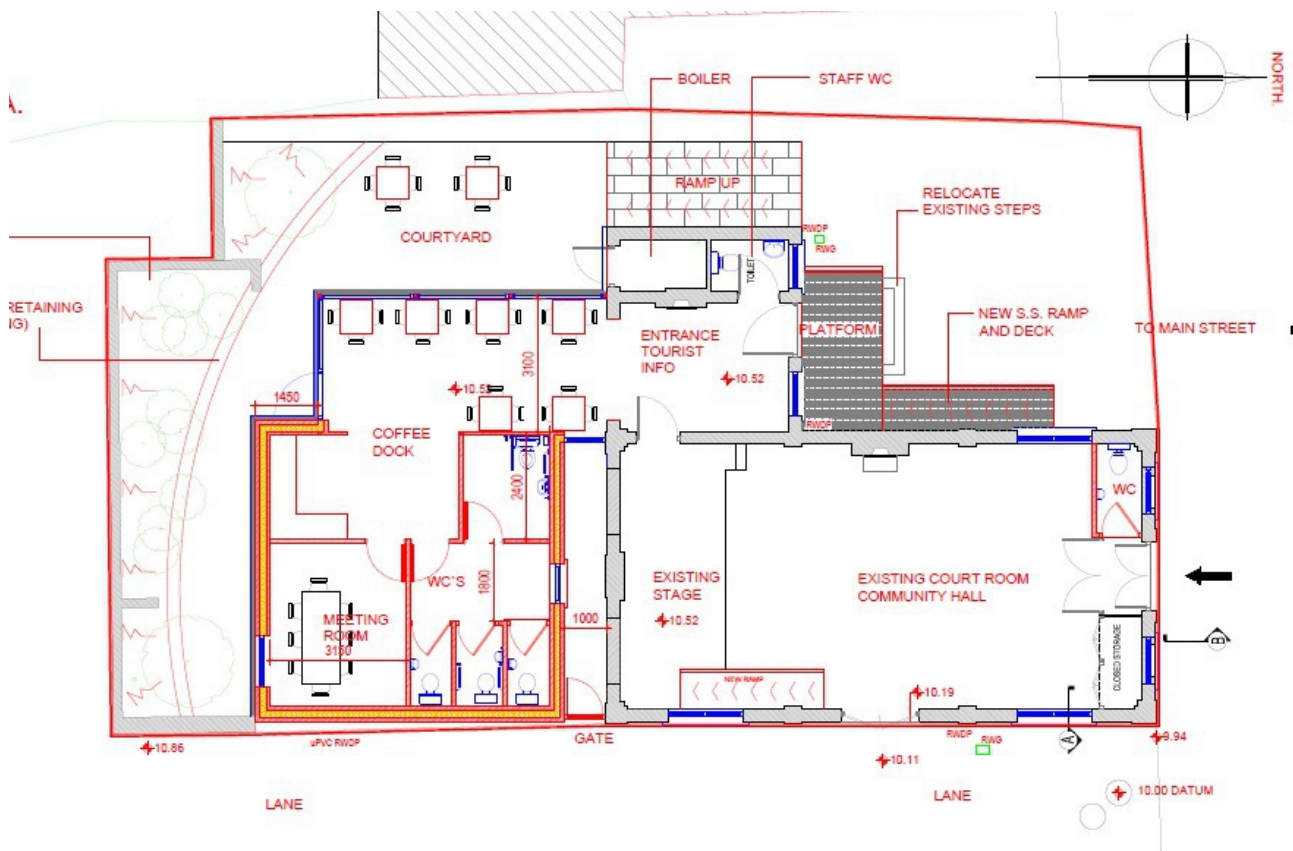 BOILER
STAFF WC
NORTH.
A.
RAMP UP
RELOCATE
EXISTING STEPS
COURTYARD
RWDP
RWG
TOILET
RETAINING
G)
ENTRANCE
TOURIST
INFO
PLATFORM
NEW S.S. RAMP
AND DECK
TO MAIN STREET
3100
10.52
10.52
1450
RWDP
COFFEE
DOCK
2400
WC
EXISTING
STAGE
10.52
EXISTING COURT ROOM
COMMUNITY HALL
WC'S
1800
MEETING
ROOM
3150
1000
CLOSED STORAGE
B
NEW RAMP
10.19
A
10.86
uPVC RWDP
GATE
RWDP
RWG
9.94
10.11
LANE
LANE
10.00 DATUM